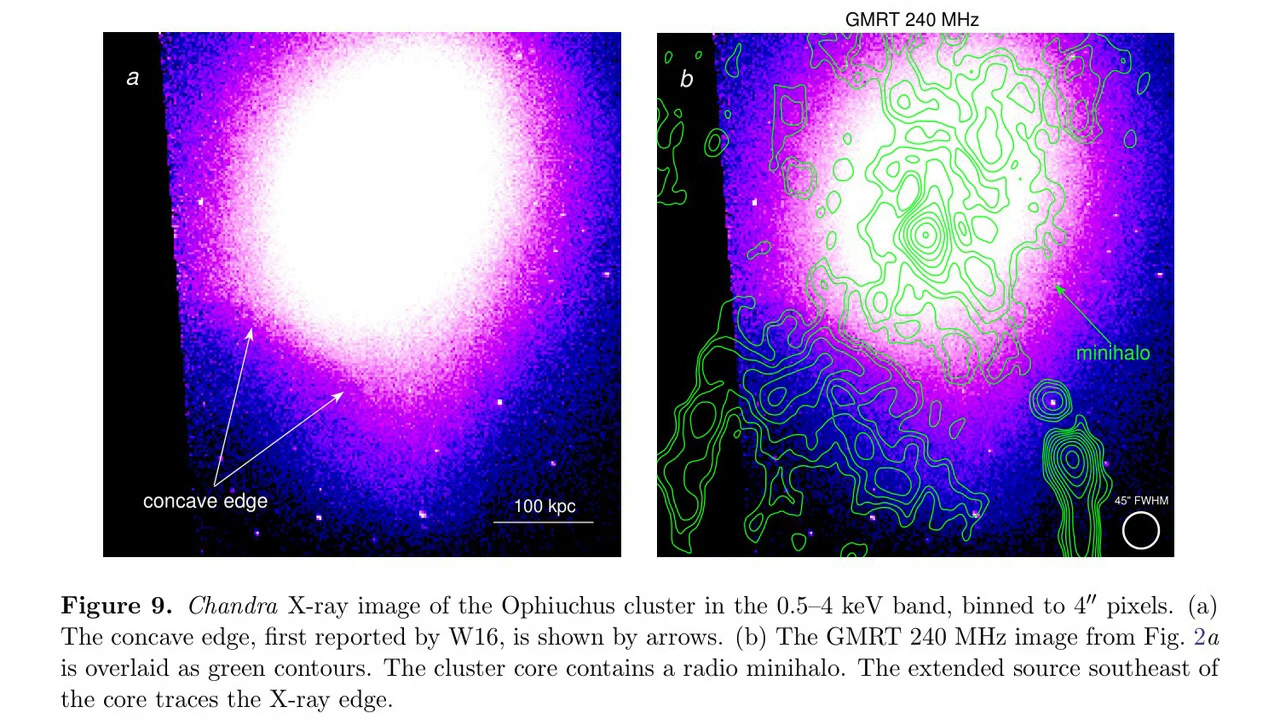 GMRT 240 MHz
a
b
minihalo
concave edge
100 kpc
45" FWHM
Figure 9. Chandra X-ray image of the Ophiuchus cluster in the 0.5–4 keV band, binned to 4″ pixels. (a)
The concave edge, first reported by W16, is shown by arrows. (b) The GMRT 240 MHz image from Fig. 2a
is overlaid as green contours. The cluster core contains a radio minihalo. The extended source southeast of
the core traces the X-ray edge.